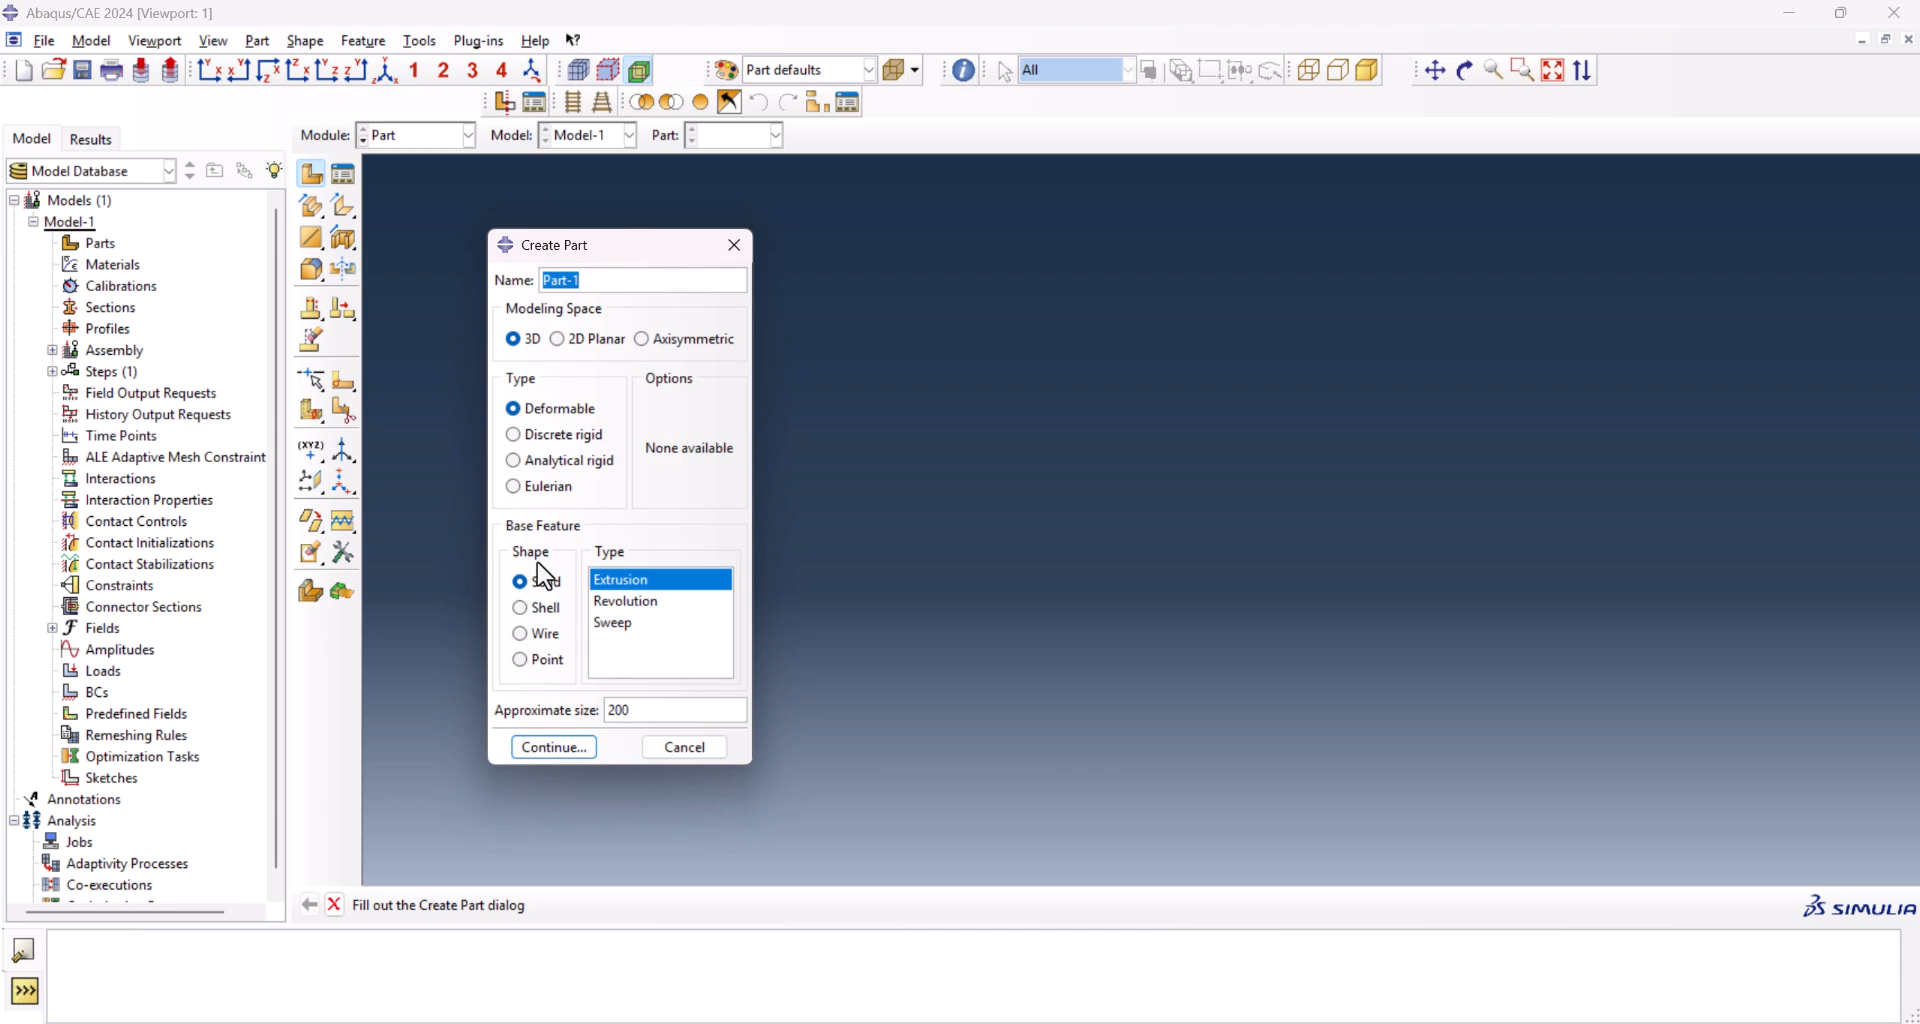 Abaqus/CAE 2024 [Viewport: 1]
File Model Viewport View Part Shape Feature Tools Plug-ins Help
1 2 3 4 Part defaults All
Module: Part Model: Model-1 Part:
Model Results
Model Database
Models (1)
Model-1
Parts
Materials
Calibrations
Sections
Profiles
Assembly
Steps (1)
Field Output Requests
History Output Requests
Time Points
ALE Adaptive Mesh Constraint
Interactions
Interaction Properties
Contact Controls
Contact Initializations
Contact Stabilizations
Constraints
Connector Sections
Fields
Amplitudes
Loads
BCs
Predefined Fields
Remeshing Rules
Optimization Tasks
Sketches
Annotations
Analysis
Jobs
Adaptivity Processes
Co-executions
(XYZ)
Create Part
Name: Part-1
Modeling Space
3D 2D Planar Axisymmetric
Type Options
Deformable
Discrete rigid
Analytical rigid
Eulerian
None available
Base Feature
Shape Type
Extrusion
Shell Revolution
Wire Sweep
Point
Approximate size: 200
Continue... Cancel
Fill out the Create Part dialog
SIMULIA
>>>